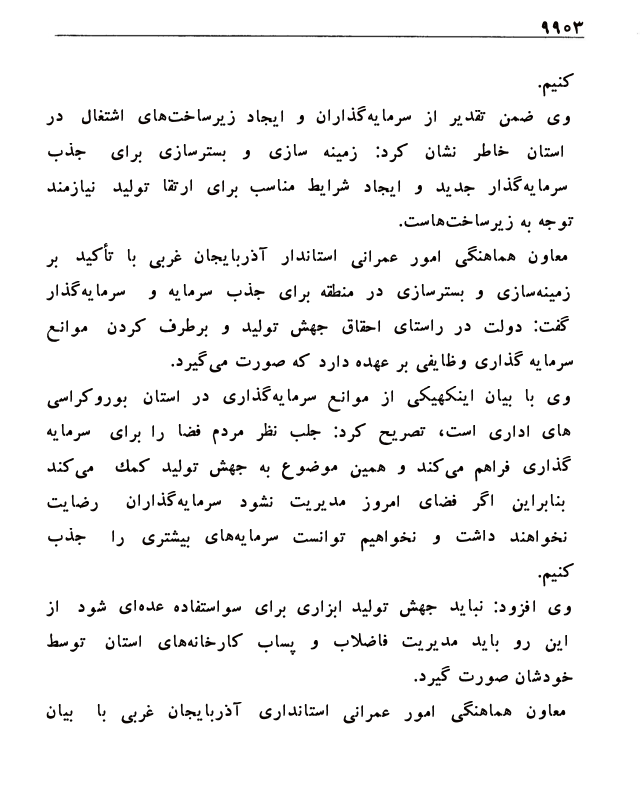 ۹۹۰۳
کنیم.
وی ضمن تقدیر از سرمایه‌گذاران و ایجاد زیرساخت‌های اشتغال در
استان خاطر نشان کرد: زمینه سازی و بسترسازی برای جذب
سرمایه‌گذار جدید و ایجاد شرایط مناسب برای ارتقا تولید نیازمند
توجه به زیرساخت‌هاست.
معاون هماهنگی امور عمرانی استاندار آذربایجان غربی با تأکید بر
زمینه‌سازی و بسترسازی در منطقه برای جذب سرمایه و سرمایه‌گذار
گفت: دولت در راستای احقاق جهش تولید و برطرف کردن موانع
سرمایه گذاری وظایفی بر عهده دارد که صورت می‌گیرد.
وی با بیان اینکهیکی از موانع سرمایه‌گذاری در استان بوروکراسی
های اداری است، تصریح کرد: جلب نظر مردم فضا را برای سرمایه
گذاری فراهم می‌کند و همین موضوع به جهش تولید کمك می‌کند
بنابراین اگر فضای امروز مدیریت نشود سرمایه‌گذاران رضایت
نخواهند داشت و نخواهیم توانست سرمایه‌های بیشتری را جذب
کنیم.
وی افزود: نباید جهش تولید ابزاری برای سواستفاده عده‌ای شود از
این رو باید مدیریت فاضلاب و پساب کارخانه‌های استان توسط
خودشان صورت گیرد.
معاون هماهنگی امور عمرانی استانداری آذربایجان غربی با بیان